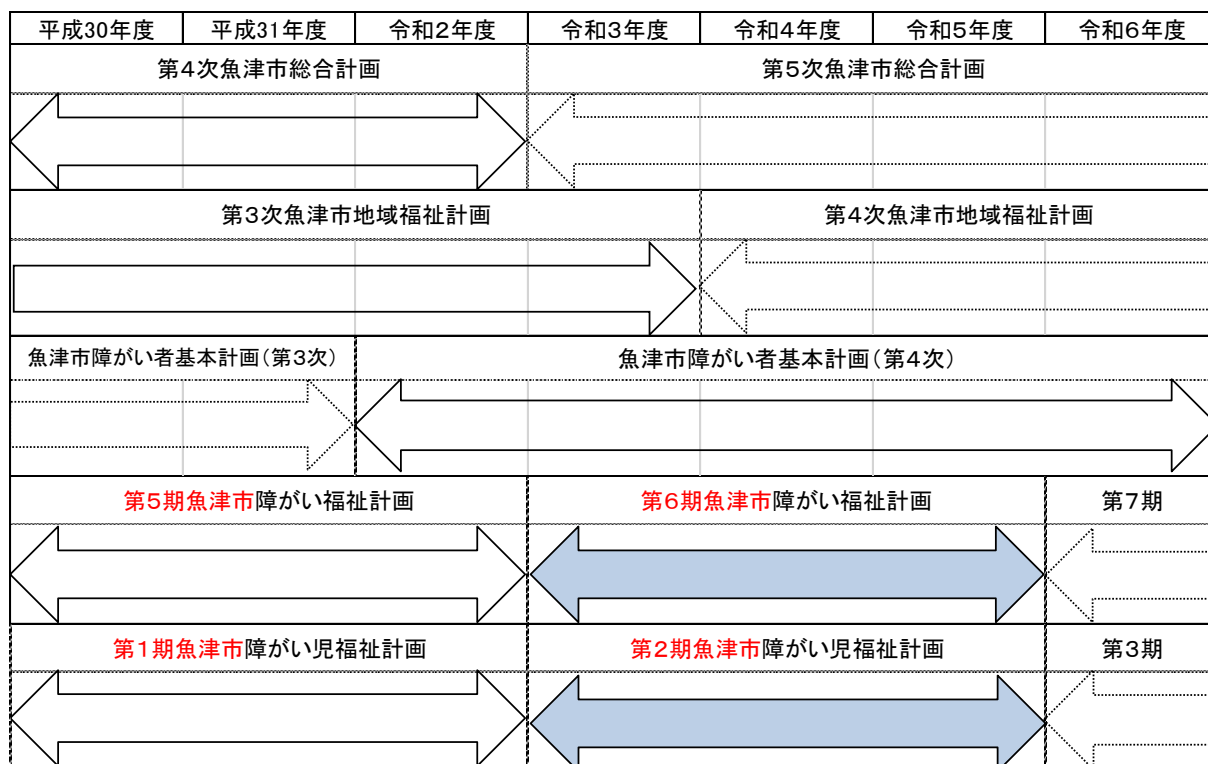 平成30年度 平成31年度 令和2年度 令和3年度 令和4年度 令和5年度 令和6年度
第4次魚津市総合計画 第5次魚津市総合計画
第3次魚津市地域福祉計画 第4次魚津市地域福祉計画
魚津市障がい者基本計画(第3次) 魚津市障がい者基本計画(第4次)
第5期魚津市障がい福祉計画 第6期魚津市障がい福祉計画 第7期
第1期魚津市障がい児福祉計画 第2期魚津市障がい児福祉計画 第3期